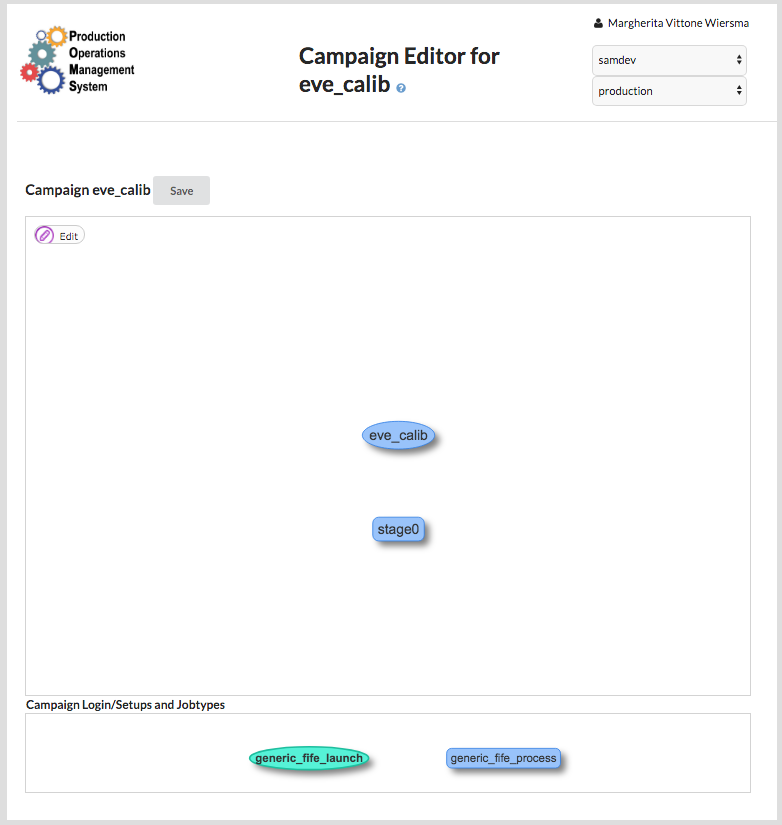 Production
Operations
Management
System
Campaign Editor for
eve_calib ?
Margherita Vittone Wiersma
samdev
production
Campaign eve_calib Save
Edit
eve_calib
stage0
Campaign Login/Setups and Jobtypes
generic_fife_launch generic_fife_process